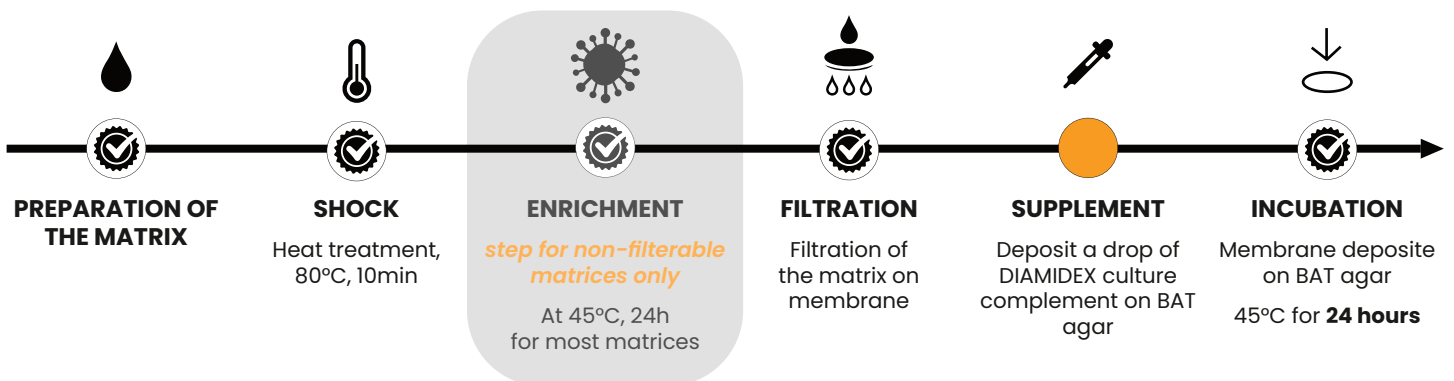 PREPARATION OF
THE MATRIX
SHOCK
Heat treatment,
80°C, 10min
ENRICHMENT
step for non-filterable
matrices only
At 45°C, 24h
for most matrices
FILTRATION
Filtration of
the matrix on
membrane
SUPPLEMENT
Deposit a drop of
DIAMIDEX culture
complement on BAT
agar
INCUBATION
Membrane deposite
on BAT agar
45°C for 24 hours